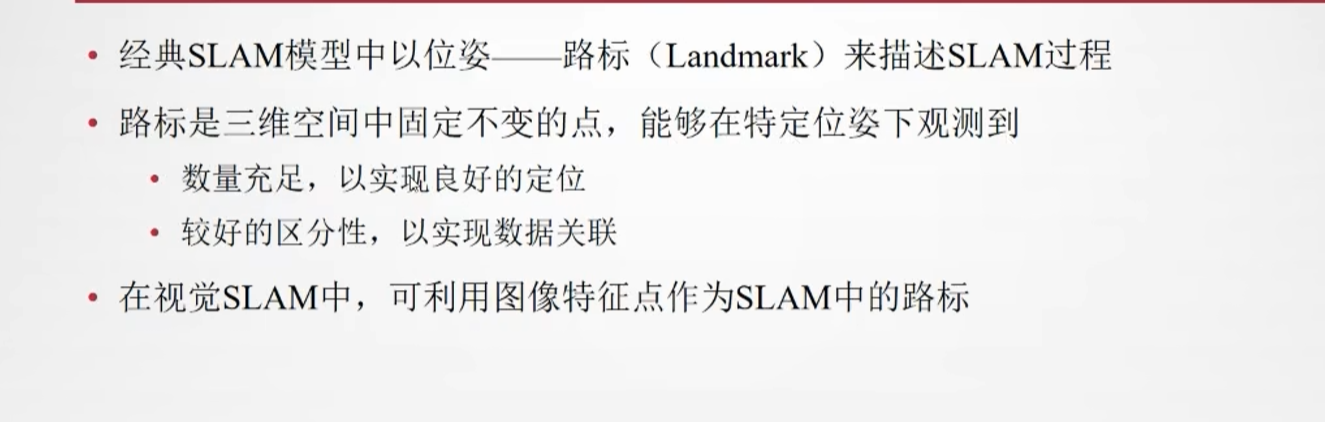 • 经典SLAM模型中以位姿——路标（Landmark）来描述SLAM过程
• 路标是三维空间中固定不变的点，能够在特定位姿下观测到
• 数量充足，以实现良好的定位
• 较好的区分性，以实现数据关联
• 在视觉SLAM中，可利用图像特征点作为SLAM中的路标